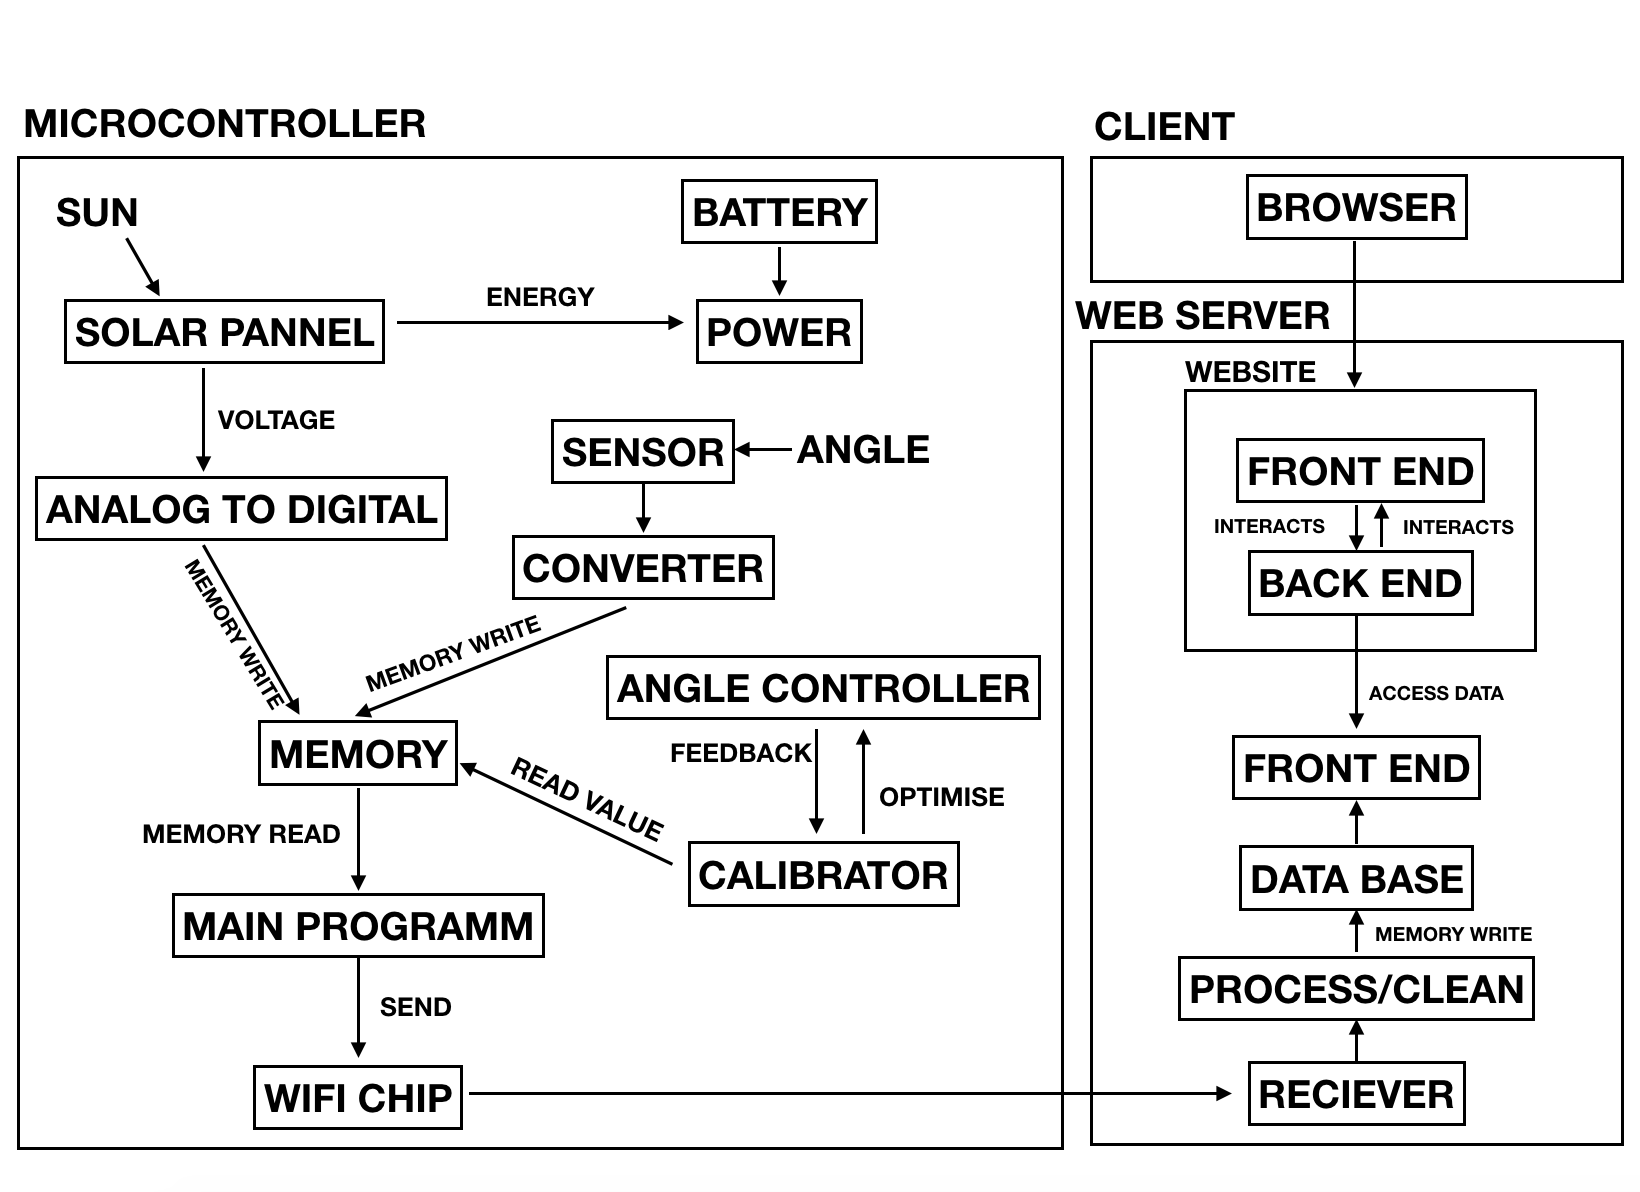 MICROCONTROLLER
SUN
BATTERY
ENERGY
SOLAR PANNEL
POWER
VOLTAGE
SENSOR
ANGLE
ANALOG TO DIGITAL
CONVERTER
MEMORY WRITE
MEMORY WRITE
ANGLE CONTROLLER
MEMORY
FEEDBACK
READ VALUE
OPTIMISE
MEMORY READ
CALIBRATOR
MAIN PROGRAMM
SEND
WIFI CHIP
CLIENT
BROWSER
WEB SERVER
WEBSITE
FRONT END
INTERACTS
INTERACTS
BACK END
ACCESS DATA
FRONT END
DATA BASE
MEMORY WRITE
PROCESS/CLEAN
RECIEVER